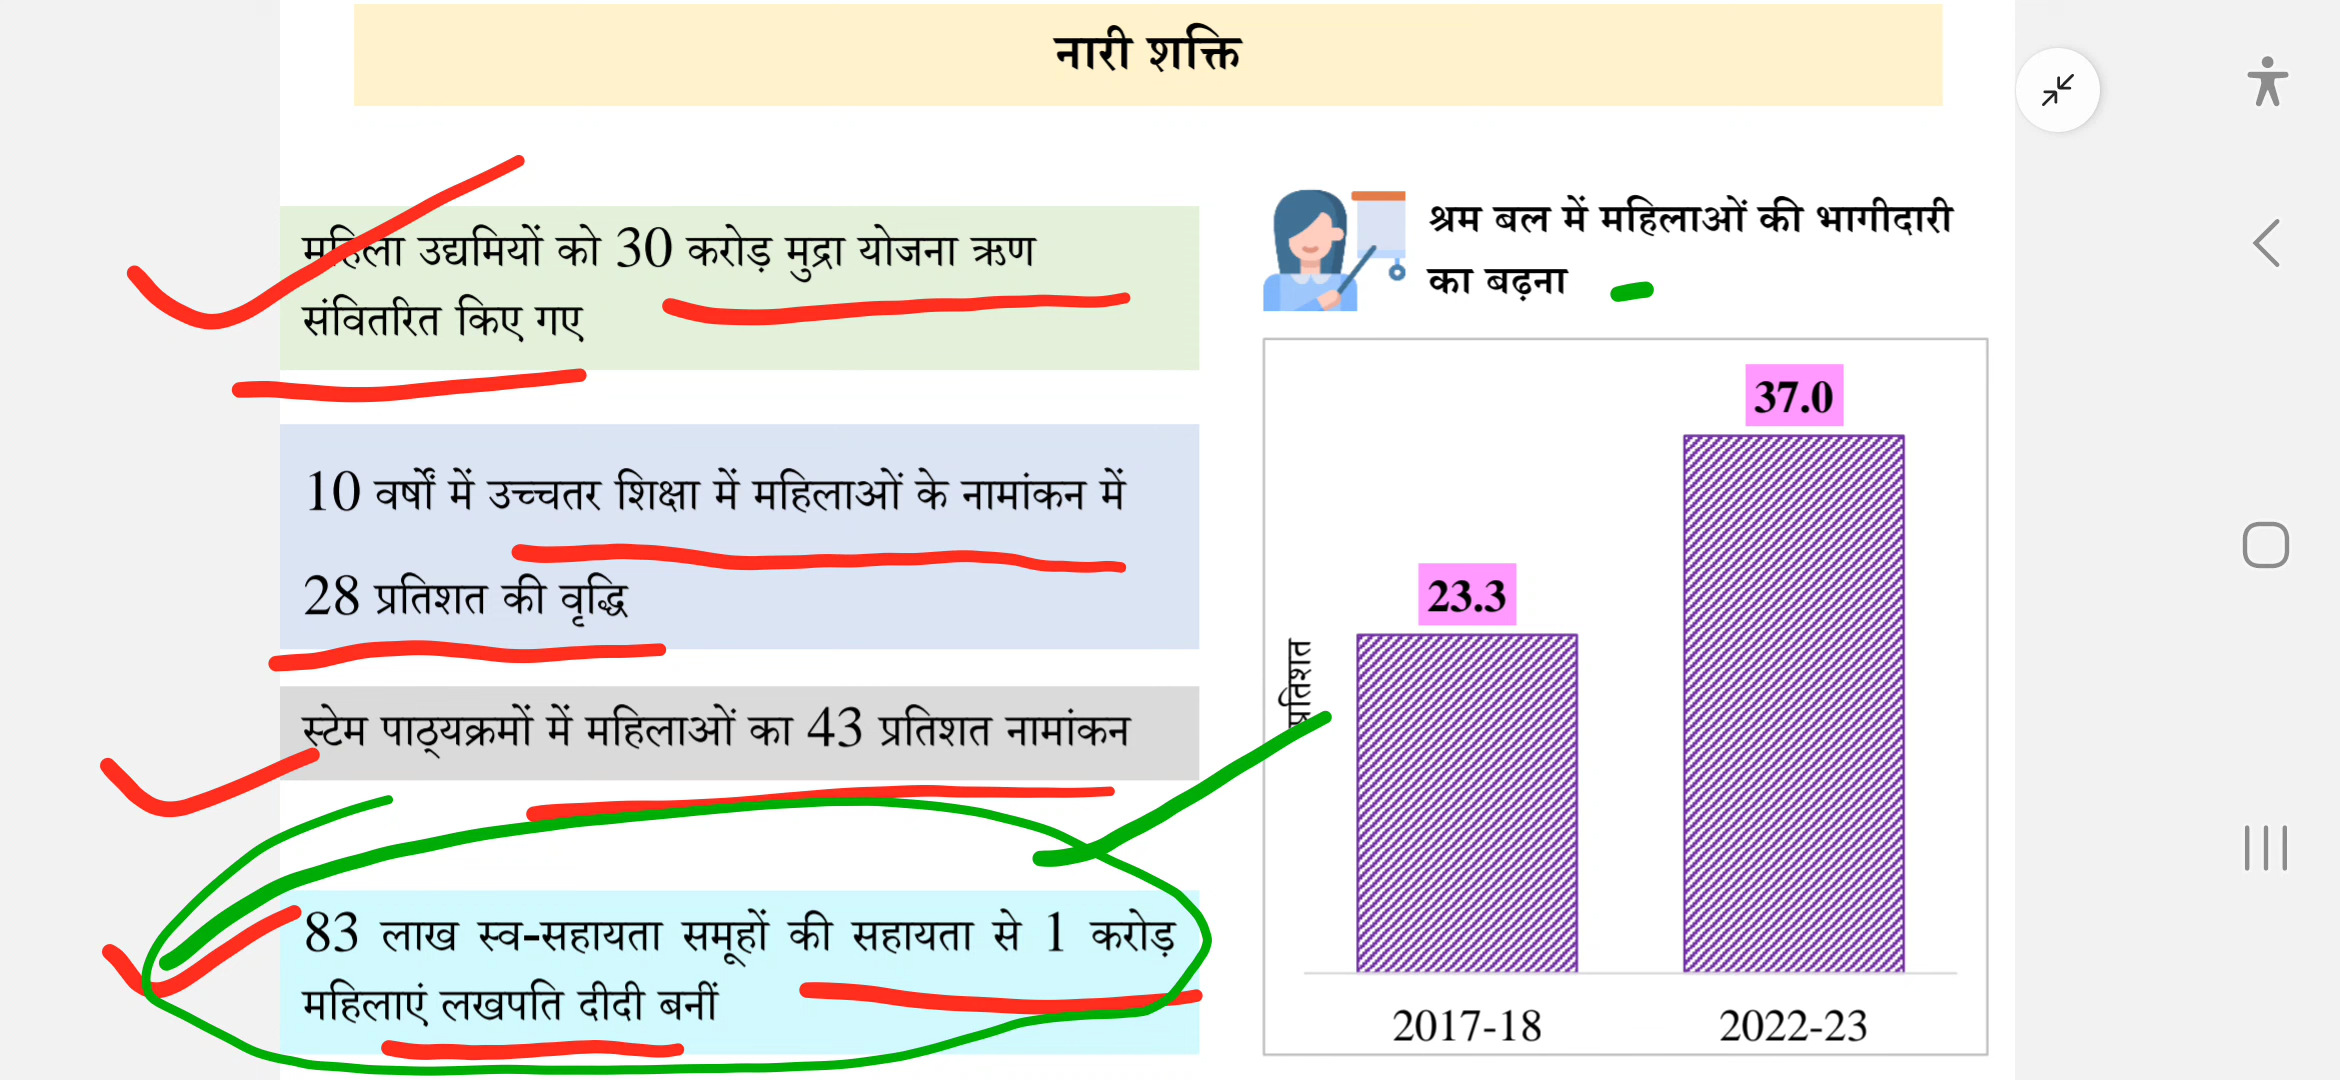 नारी शक्ति
महिला उद्यमियों को 30 करोड़ मुद्रा योजना ऋण
संवितरित किए गए
10 वर्षों में उच्चतर शिक्षा में महिलाओं के नामांकन में
28 प्रतिशत की वृद्धि
स्टेम पाठ्यक्रमों में महिलाओं का 43 प्रतिशत नामांकन
83 लाख स्व-सहायता समूहों की सहायता से 1 करोड़
महिलाएं लखपति दीदी बनीं
श्रम बल में महिलाओं की भागीदारी
का बढ़ना
37.0
23.3
प्रतिशत
2017-18 2022-23